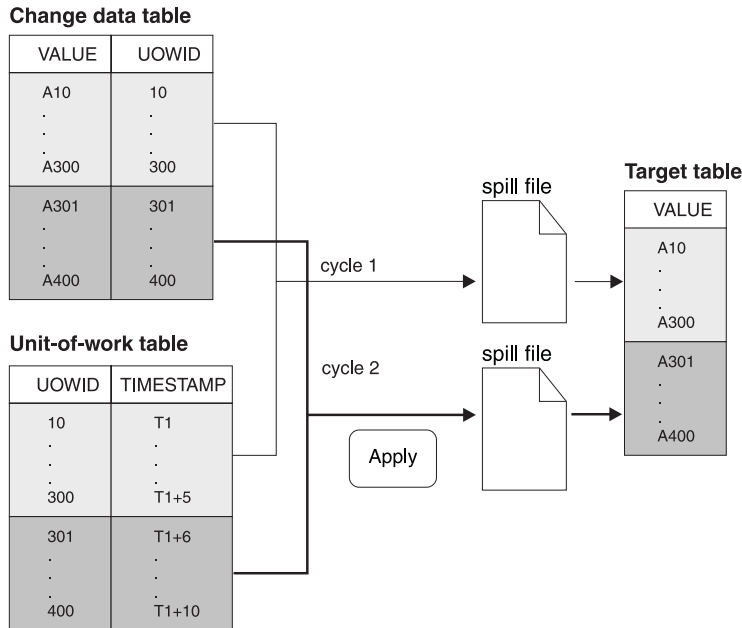 Change data table
VALUE UOWID
A10 10
. .
. .
. .
A300 300
A301 301
. .
. .
. .
A400 400
Unit-of-work table
UOWID TIMESTAMP
10 T1
. .
. .
. .
300 T1+5
301 T1+6
. .
. .
. .
400 T1+10
cycle 1
cycle 2
Apply
spill file
spill file
Target table
VALUE
A10
.
.
.
A300
A301
.
.
.
A400